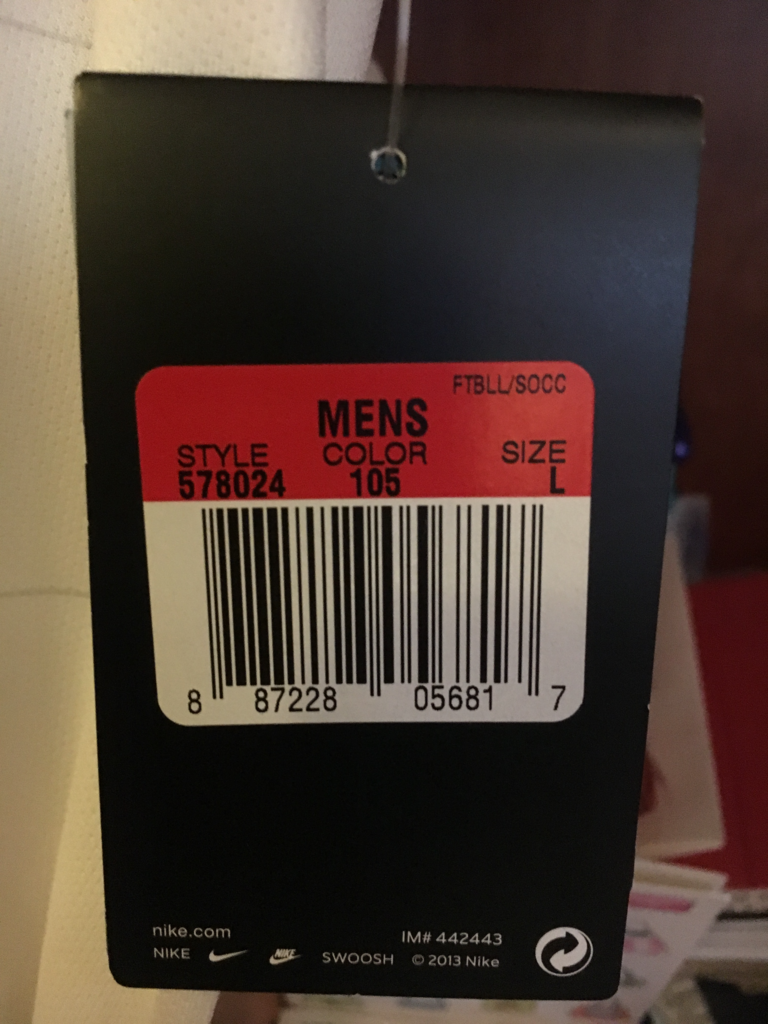 FTBLL/SOCC
MENS
STYLE COLOR SIZE
578024 105 L
8 87228 05681 7
nike.com
IM# 442443
NIKE NIKE SWOOSH © 2013 Nike